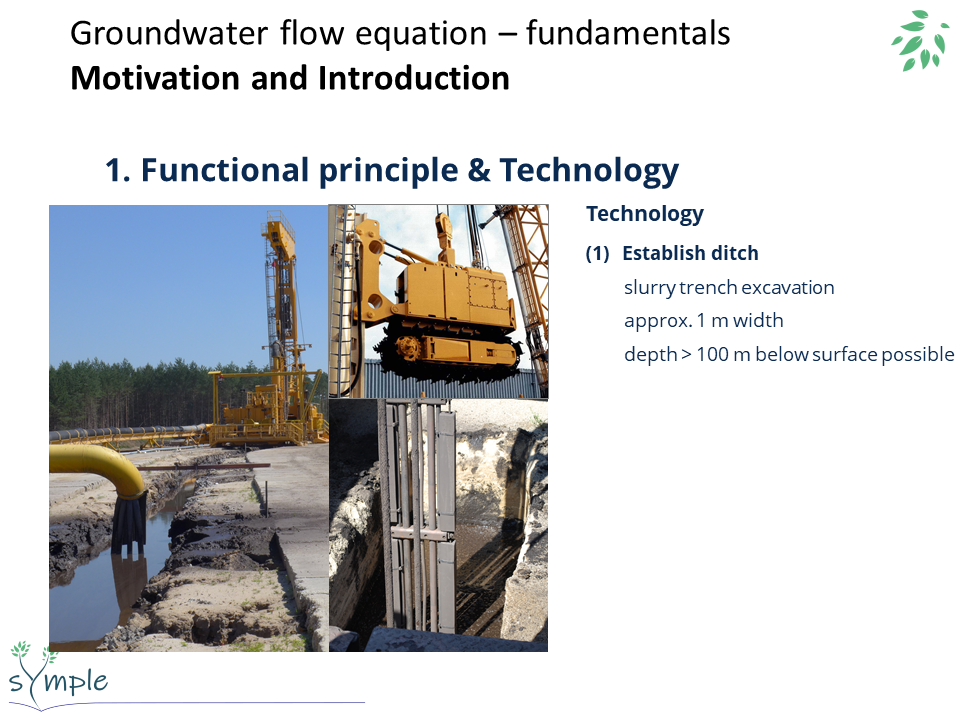 Groundwater flow equation – fundamentals
Motivation and Introduction
1. Functional principle & Technology
Technology
(1) Establish ditch
slurry trench excavation
approx. 1 m width
depth > 100 m below surface possible
sYmple